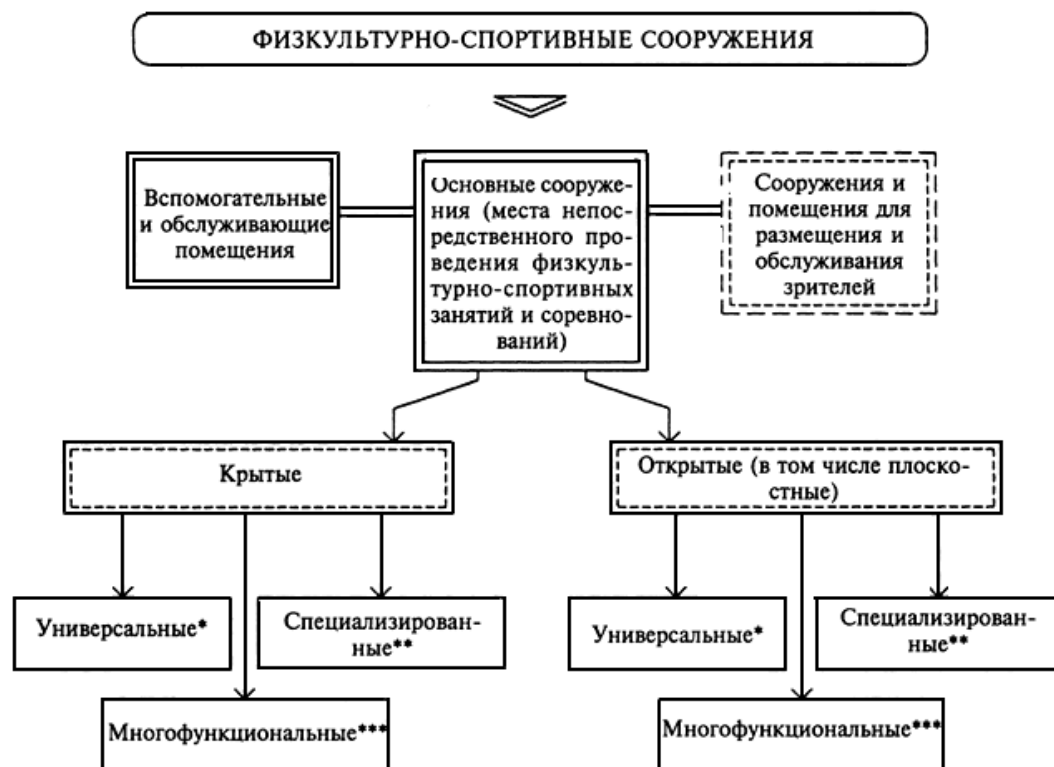 ФИЗКУЛЬТУРНО-СПОРТИВНЫЕ СООРУЖЕНИЯ
Вспомогательные
и обслуживающие
помещения
Основные сооруже-
ния (места непос-
редственного про-
ведения физкуль-
турно-спортивных
занятий и соревно-
ваний)
Сооружения и
помещения для
размещения и
обслуживания
зрителей
Крытые
Открытые (в том числе плоско-
стные)
Универсальные*
Специализирован-
ные**
Многофункциональные***
Универсальные*
Специализирован-
ные**
Многофункциональные***